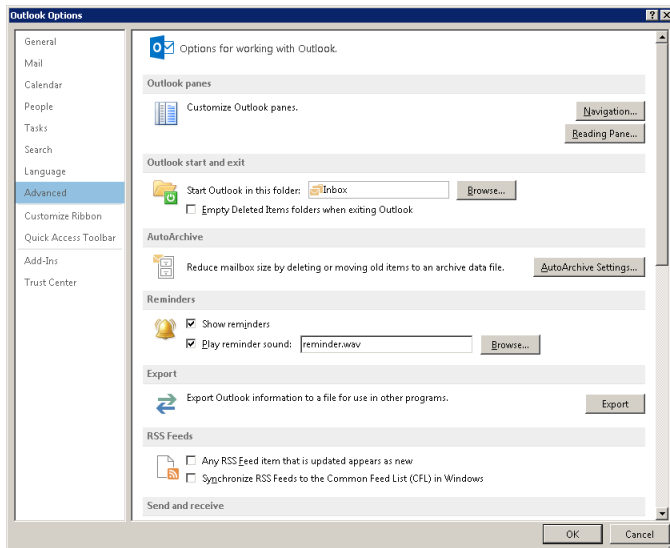 Outlook Options
General
Mail
Calendar
People
Tasks
Search
Language
Advanced
Customize Ribbon
Quick Access Toolbar
Add-Ins
Trust Center
Options for working with Outlook.
Outlook panes
Customize Outlook panes.
Navigation...
Reading Pane...
Outlook start and exit
Start Outlook in this folder: Inbox Browse...
Empty Deleted Items folders when exiting Outlook
AutoArchive
Reduce mailbox size by deleting or moving old items to an archive data file. AutoArchive Settings...
Reminders
Show reminders
Play reminder sound: reminder.wav Browse...
Export
Export Outlook information to a file for use in other programs.
Export
RSS Feeds
Any RSS Feed item that is updated appears as new
Synchronize RSS Feeds to the Common Feed List (CFL) in Windows
Send and receive
OK Cancel